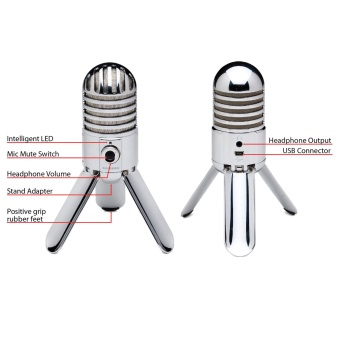 Intelligent LED
Mic Mute Switch
Headphone Volume
Stand Adapter
Positive grip
rubber feet
Headphone Output
USB Connector